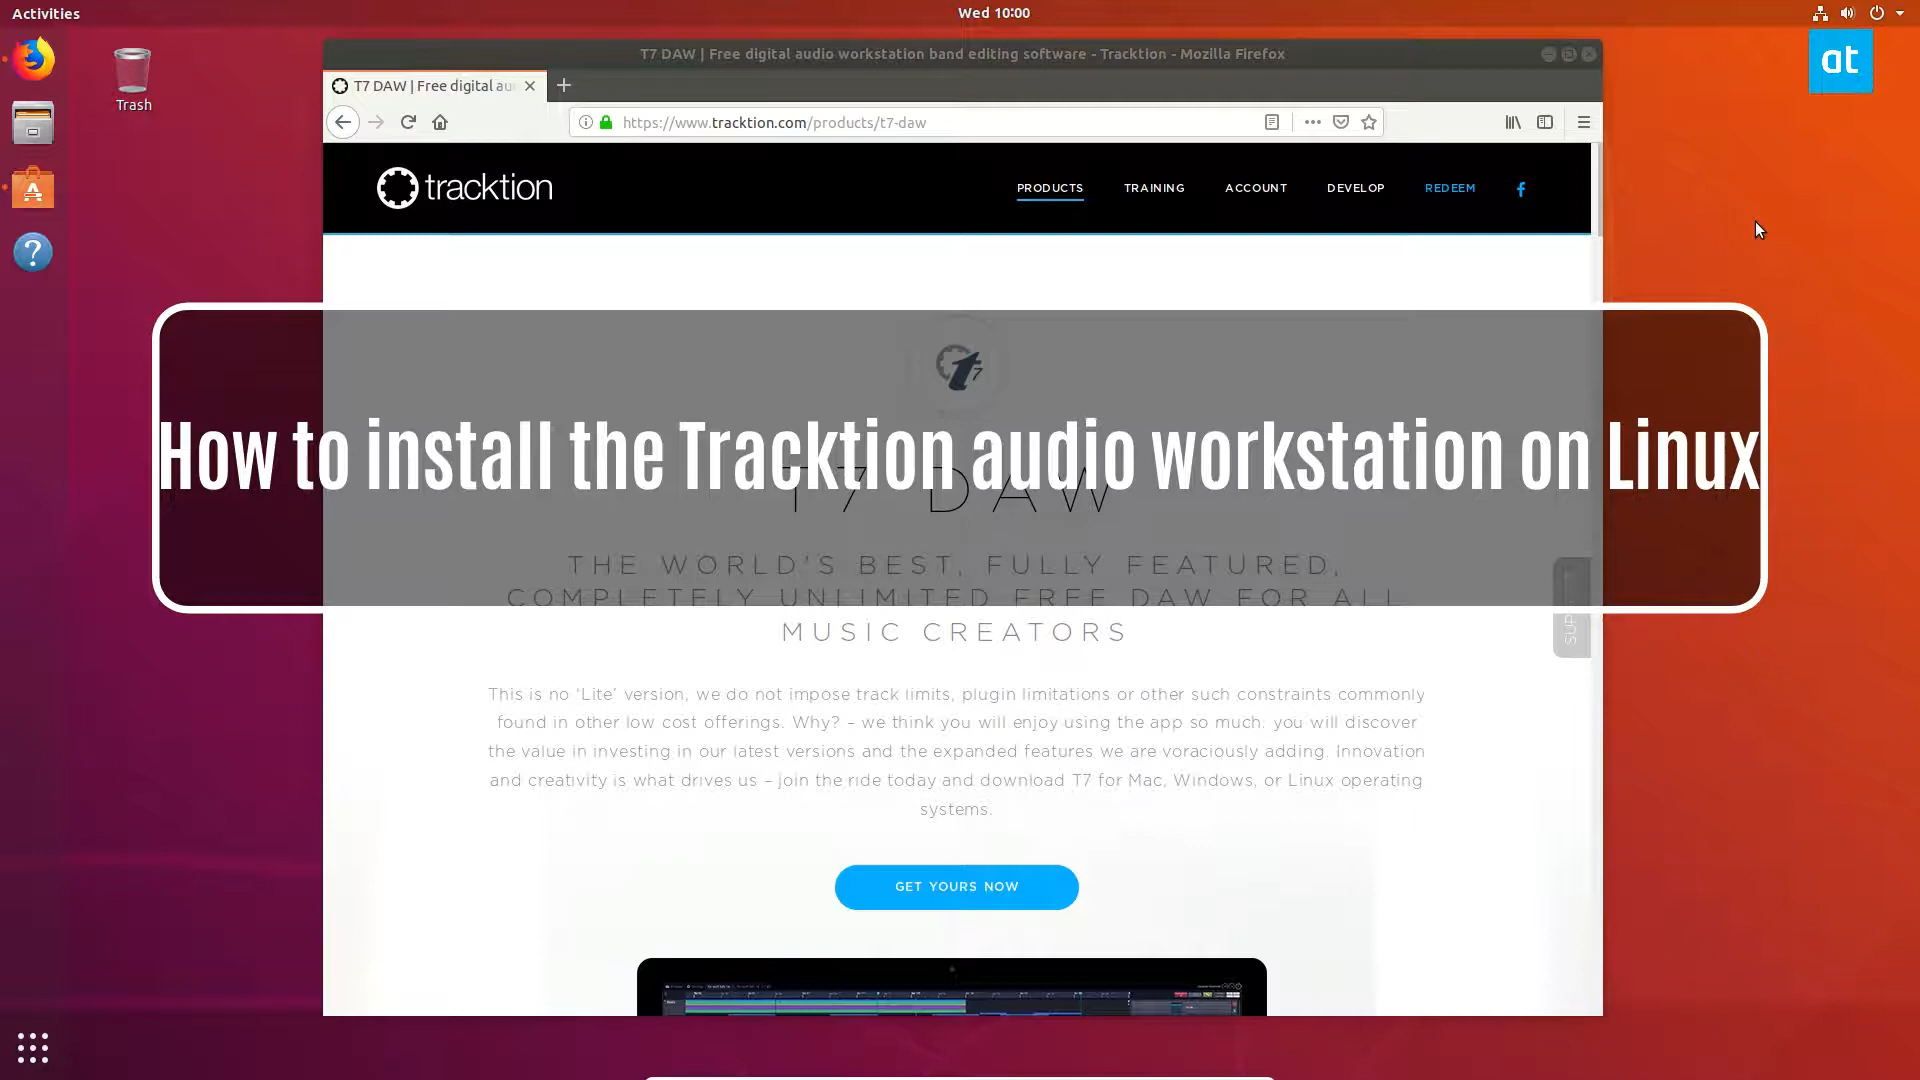 Activities
Wed 10:00
Trash
at
T7 DAW | Free digital audio workstation band editing software - Tracktion - Mozilla Firefox
T7 DAW | Free digital au
https://www.tracktion.com/products/t7-daw
tracktion
PRODUCTS TRAINING ACCOUNT DEVELOP REDEEM
How to install the Tracktion audio workstation on Linux
T7 DAW
THE WORLD'S BEST, FULLY FEATURED,
COMPLETELY UNLIMITED FREE DAW FOR ALL
MUSIC CREATORS
This is no 'Lite' version, we do not impose track limits, plugin limitations or other such constraints commonly
found in other low cost offerings. Why? – we think you will enjoy using the app so much. you will discover
the value in investing in our latest versions and the expanded features we are voraciously adding. Innovation
and creativity is what drives us – join the ride today and download T7 for Mac, Windows, or Linux operating
systems.
GET YOURS NOW